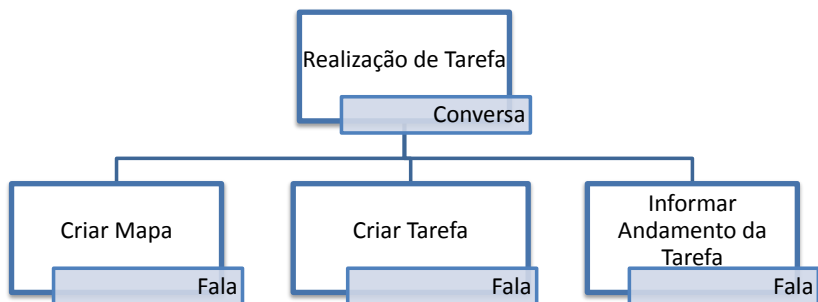 Realização de Tarefa
Conversa
Criar Mapa
Fala
Criar Tarefa
Fala
Informar
Andamento da
Tarefa
Fala